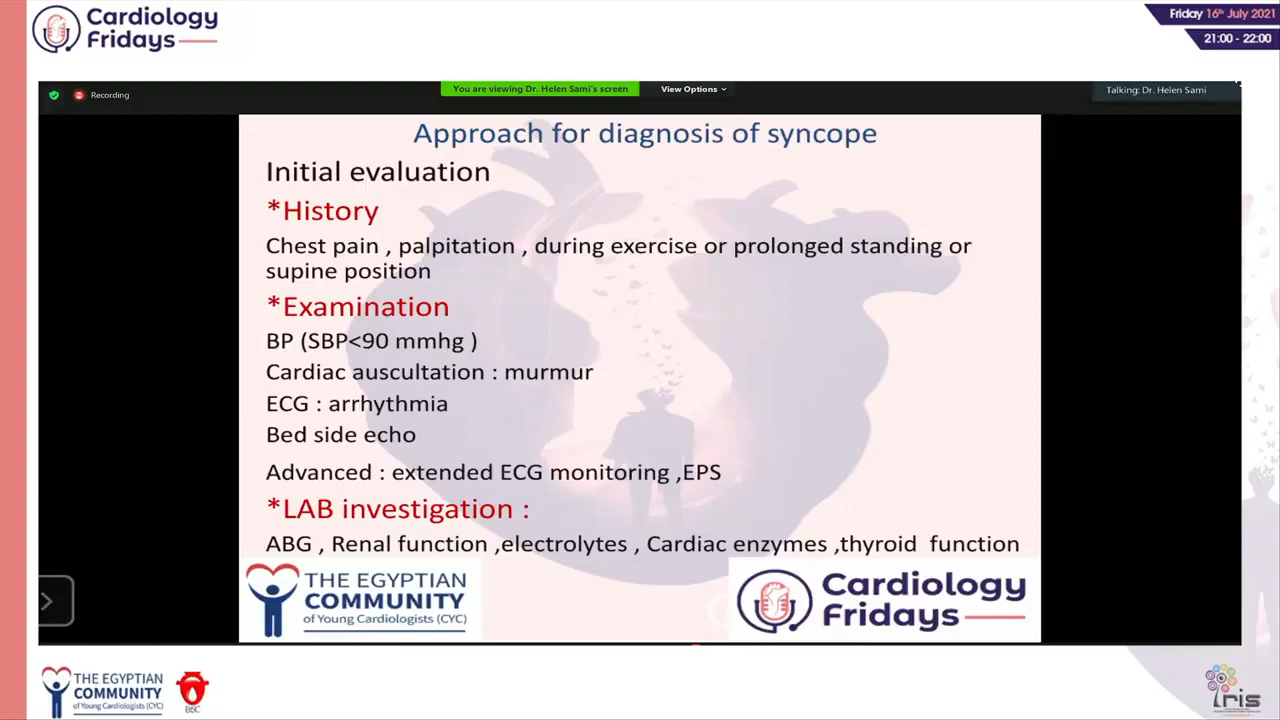 Cardiology
Fridays
Friday 16th July 2021
21:00 - 22:00
Recording
You are viewing Dr. Helen Sami's screen
View Options
Talking: Dr. Helen Sami
Approach for diagnosis of syncope
Initial evaluation
*History
Chest pain , palpitation , during exercise or prolonged standing or
supine position
*Examination
BP (SBP<90 mmhg )
Cardiac auscultation : murmur
ECG : arrhythmia
Bed side echo
Advanced : extended ECG monitoring ,EPS
*LAB investigation :
ABG , Renal function ,electrolytes , Cardiac enzymes ,thyroid function
THE EGYPTIAN
COMMUNITY
of Young Cardiologists (CYC)
Cardiology
Fridays
THE EGYPTIAN
COMMUNITY
of Young Cardiologists (CYC)
iris